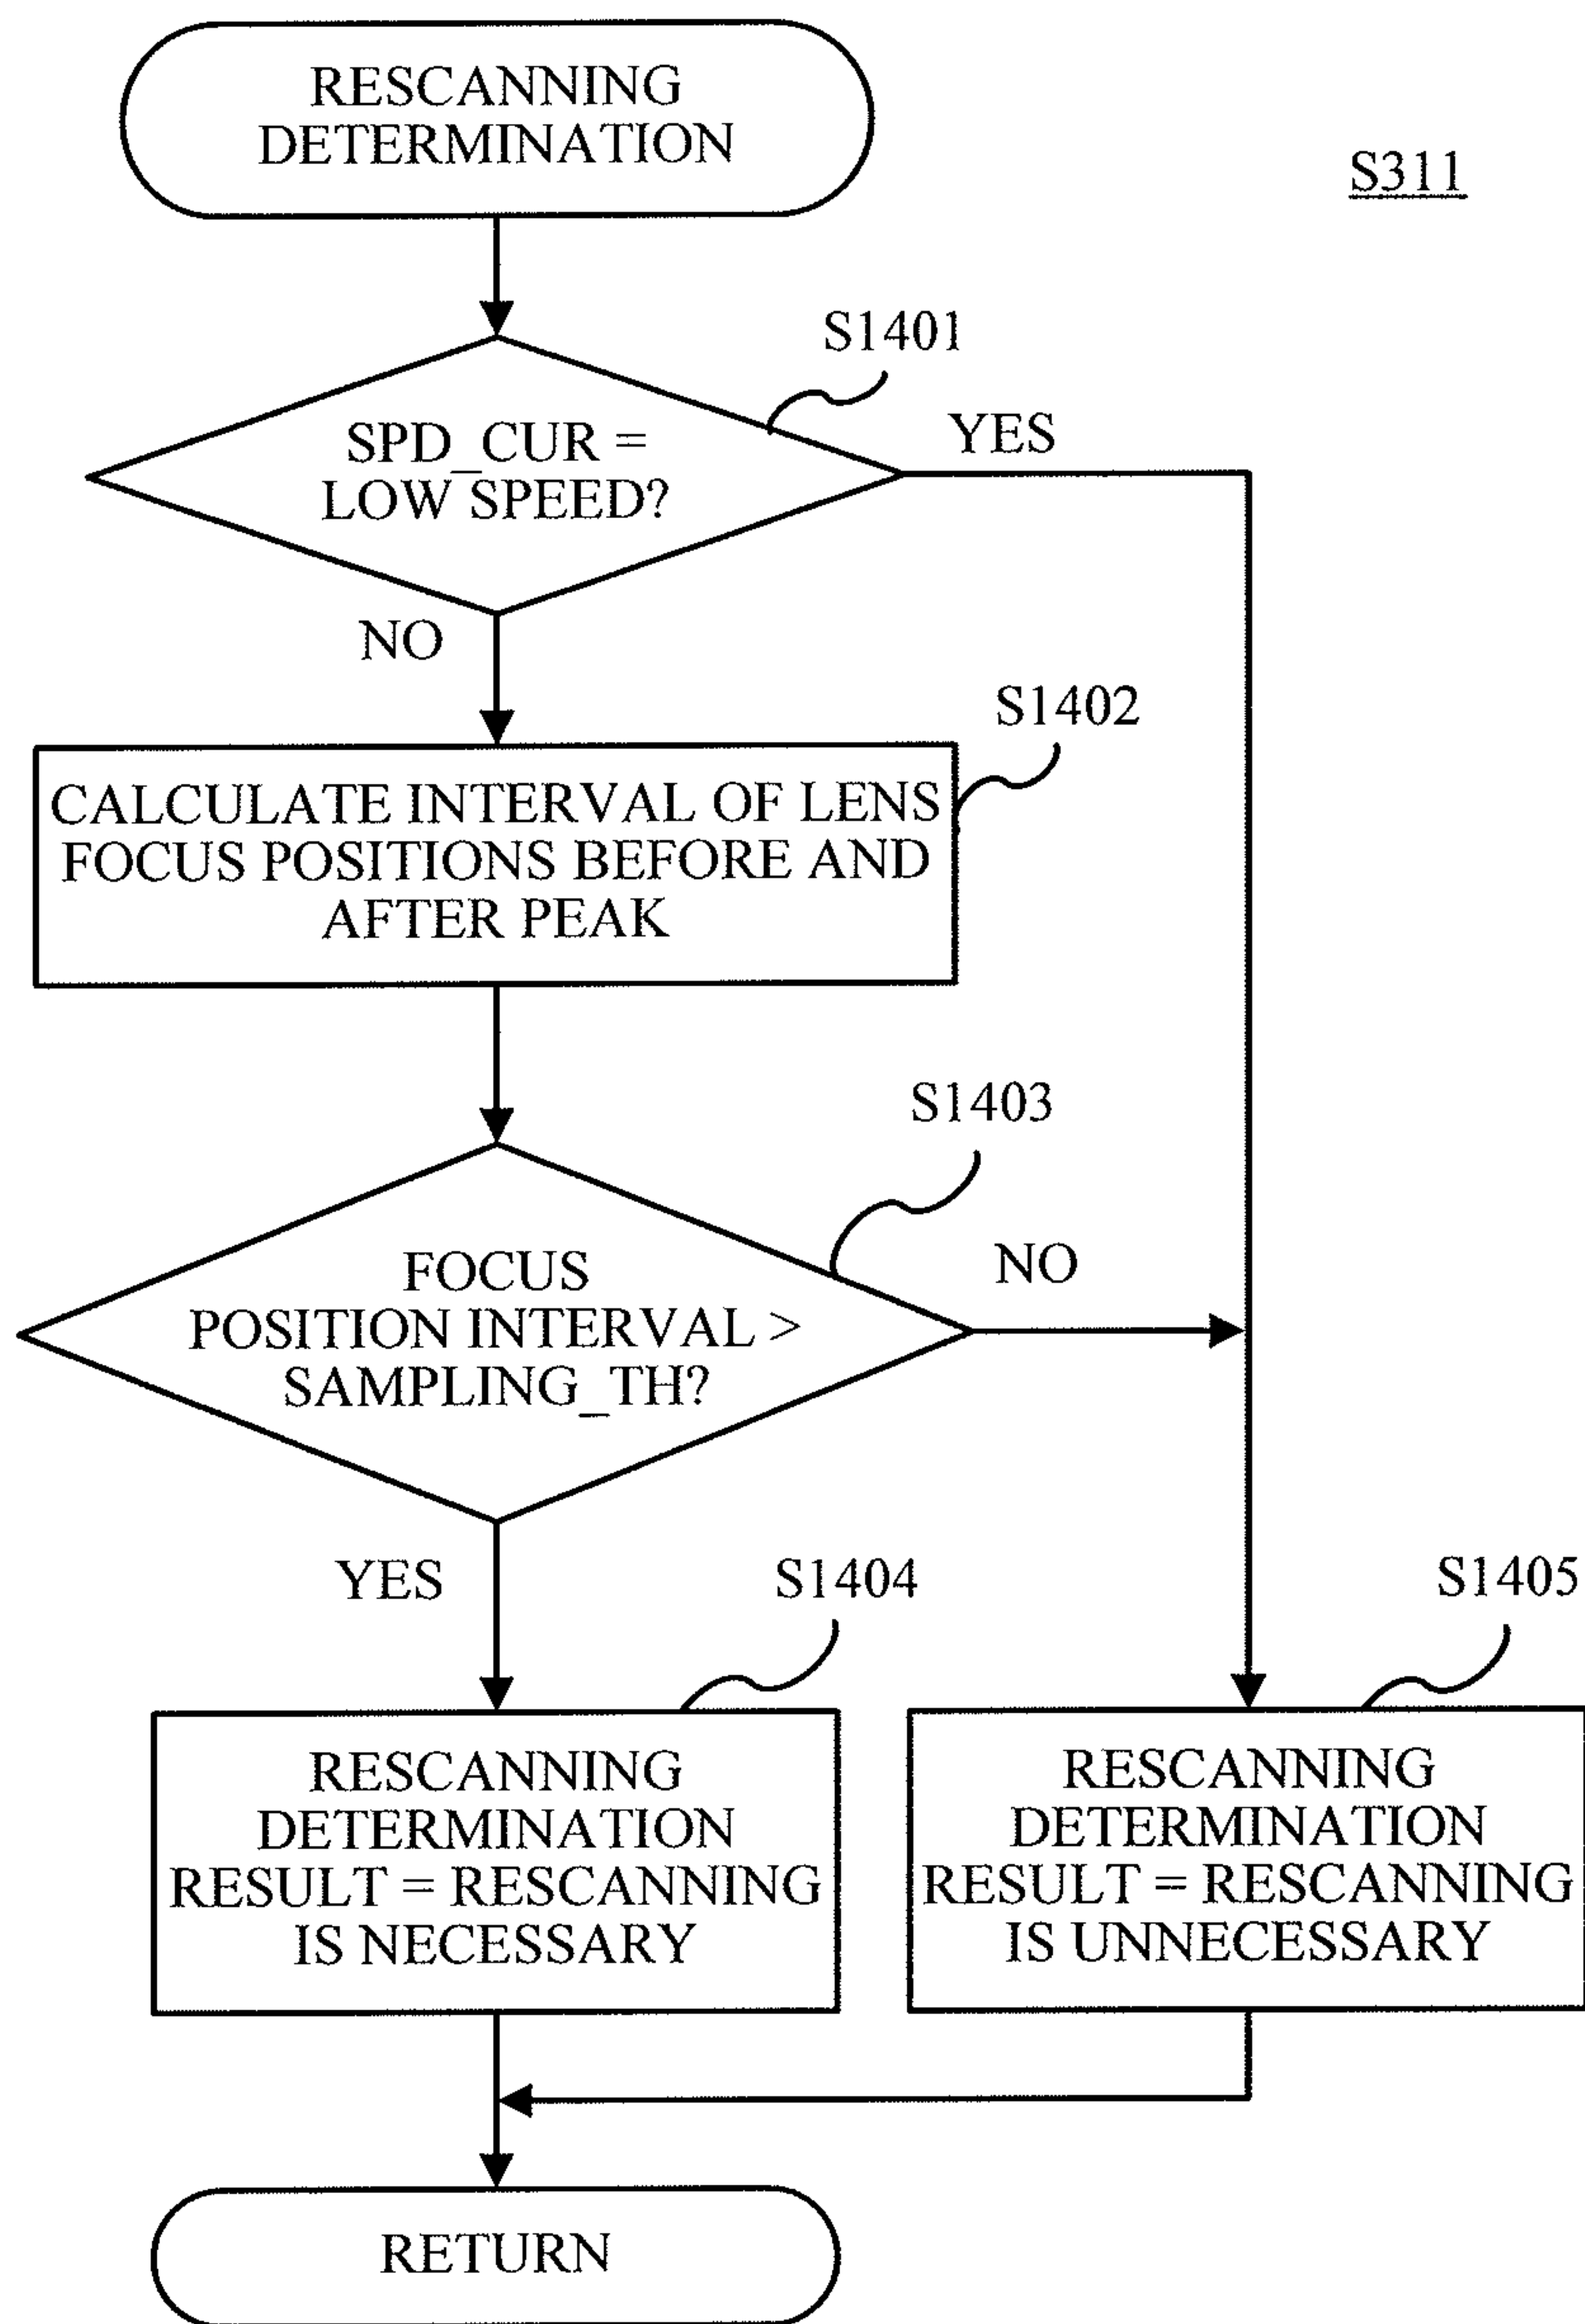 RESCANNING
DETERMINATION
S311
S1401
SPD_CUR =
LOW SPEED?
YES
NO
S1402
CALCULATE INTERVAL OF LENS
FOCUS POSITIONS BEFORE AND
AFTER PEAK
S1403
FOCUS
POSITION INTERVAL >
SAMPLING_TH?
NO
YES
S1404
S1405
RESCANNING
DETERMINATION
RESULT = RESCANNING
IS NECESSARY
RESCANNING
DETERMINATION
RESULT = RESCANNING
IS UNNECESSARY
RETURN